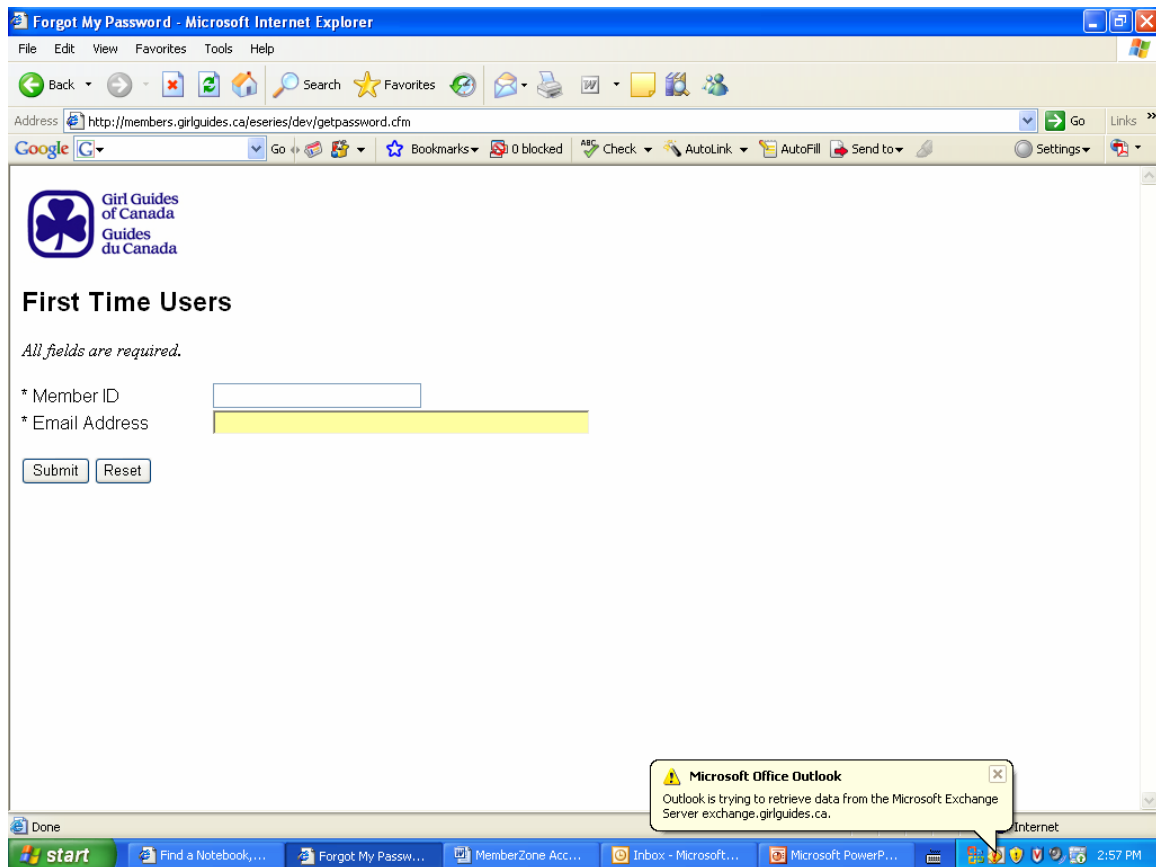 Forgot My Password - Microsoft Internet Explorer
File Edit View Favorites Tools Help
Back Search Favorites
Address http://members.girlguides.ca/eseries/dev/getpassword.cfm Go Links »
Google G Go Bookmarks 0 blocked ABC Check AutoLink AutoFill Send to Settings
Girl Guides
of Canada
Guides
du Canada
First Time Users
All fields are required.
* Member ID
* Email Address
Submit Reset
Microsoft Office Outlook
Outlook is trying to retrieve data from the Microsoft Exchange
Server exchange.girlguides.ca.
Done Internet
start Find a Notebook,... Forgot My Passw... MemberZone Acc... Inbox - Microsoft... Microsoft PowerP... 2:57 PM